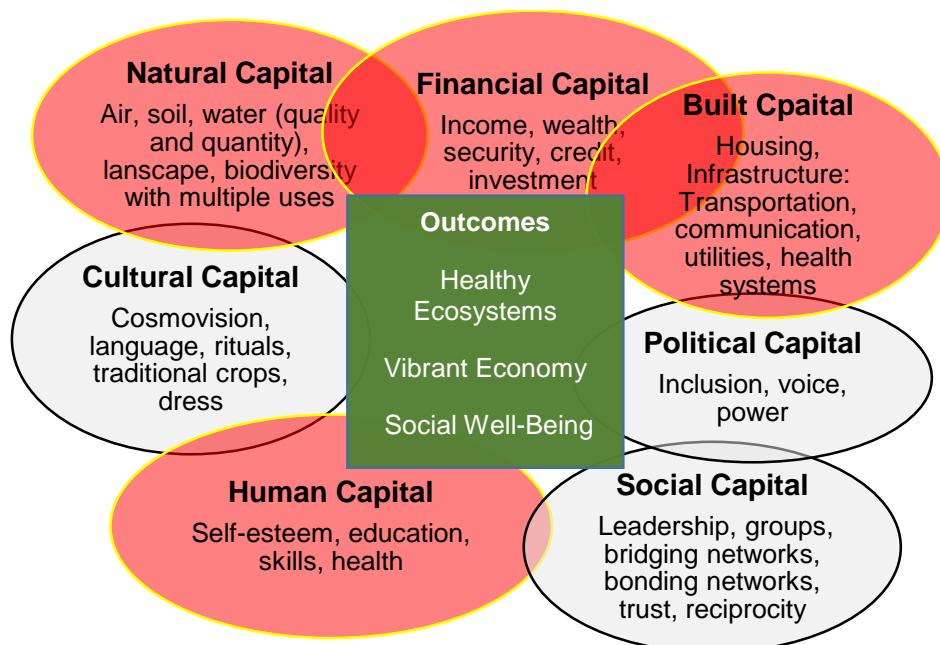 Natural Capital
Air, soil, water (quality
and quantity),
lanscape, biodiversity
with multiple uses
Financial Capital
Income, wealth,
security, credit,
investment
Built Cpaital
Housing,
Infrastructure:
Transportation,
communication,
utilities, health
systems
Cultural Capital
Cosmovision,
language, rituals,
traditional crops,
dress
Outcomes
Healthy
Ecosystems
Vibrant Economy
Social Well-Being
Political Capital
Inclusion, voice,
power
Human Capital
Self-esteem, education,
skills, health
Social Capital
Leadership, groups,
bridging networks,
bonding networks,
trust, reciprocity